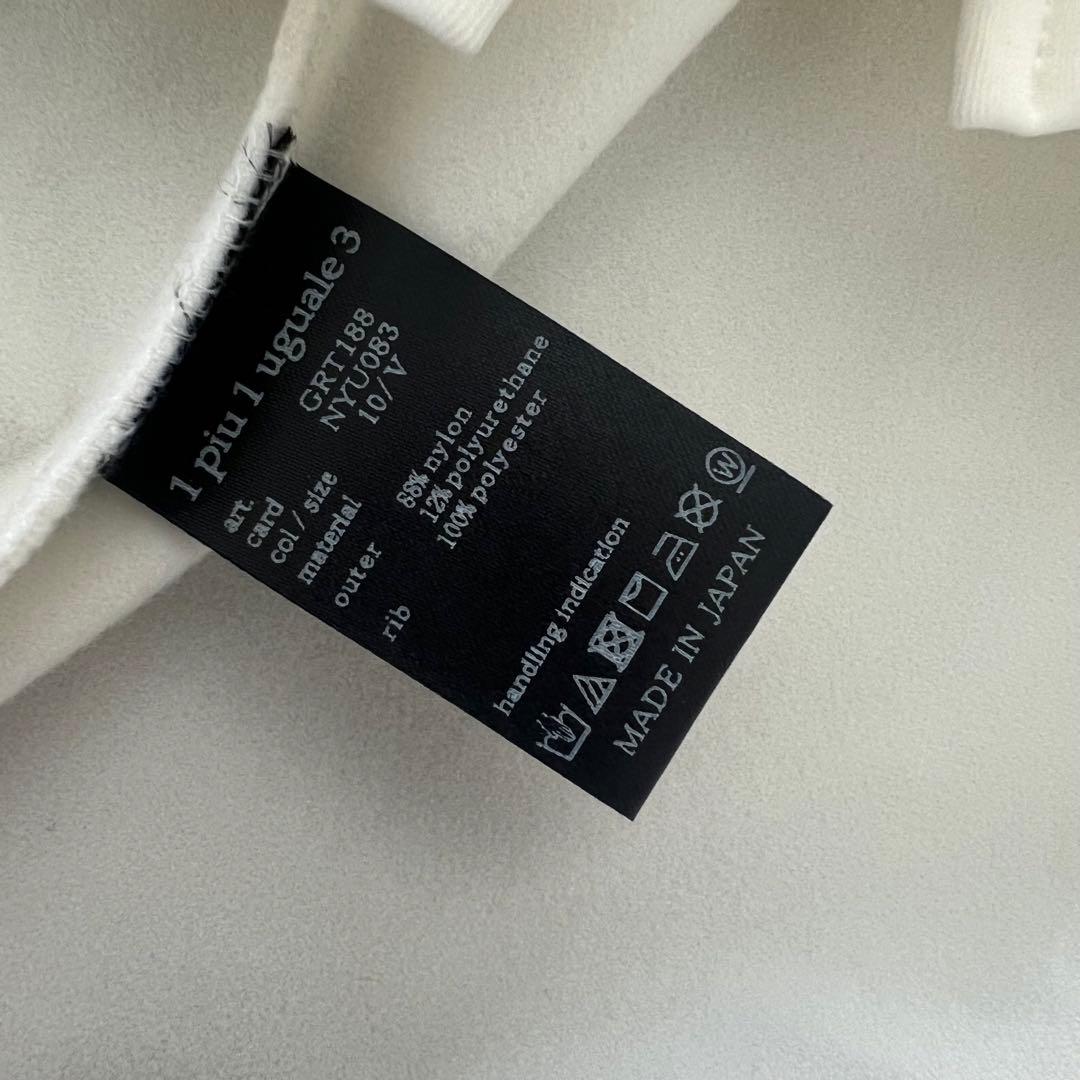 1 piu 1 uguale 3
art. GRT188
card NYU083
col / size 10/V
material
outer 88% nylon
12% polyurethane
rib 100% polyester
handling indication
W
MADE IN JAPAN